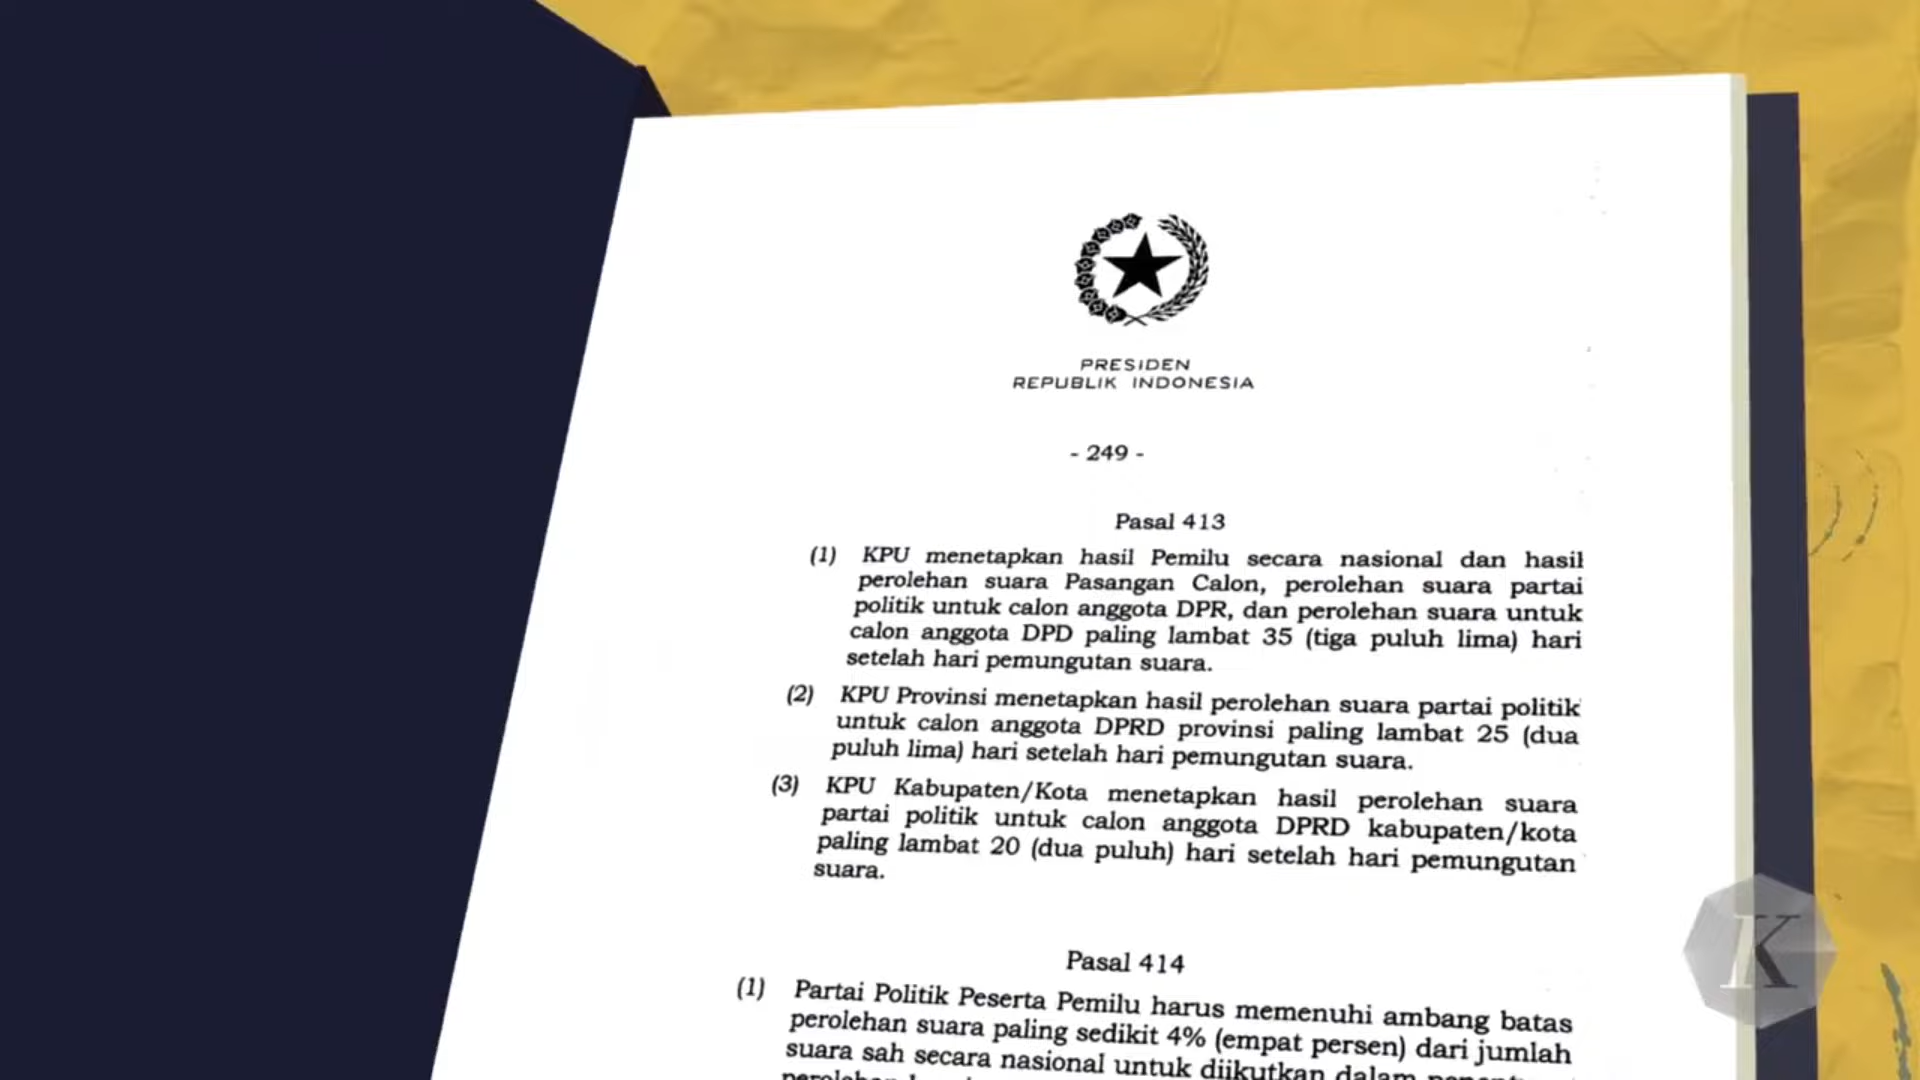 PRESIDEN
REPUBLIK INDONESIA
- 249 -
Pasal 413
(1) KPU menetapkan hasil Pemilu secara nasional dan hasil
perolehan suara Pasangan Calon, perolehan suara partai
politik untuk calon anggota DPR, dan perolehan suara untuk
calon anggota DPD paling lambat 35 (tiga puluh lima) hari
setelah hari pemungutan suara.
(2) KPU Provinsi menetapkan hasil perolehan suara partai politik
untuk calon anggota DPRD provinsi paling lambat 25 (dua
puluh lima) hari setelah hari pemungutan suara.
(3) KPU Kabupaten/Kota menetapkan hasil perolehan suara
partai politik untuk calon anggota DPRD kabupaten/kota
paling lambat 20 (dua puluh) hari setelah hari pemungutan
suara.
Pasal 414
(1) Partai Politik Peserta Pemilu harus memenuhi ambang batas
perolehan suara paling sedikit 4% (empat persen) dari jumlah
suara sah secara nasional untuk diikutkan dalam
K